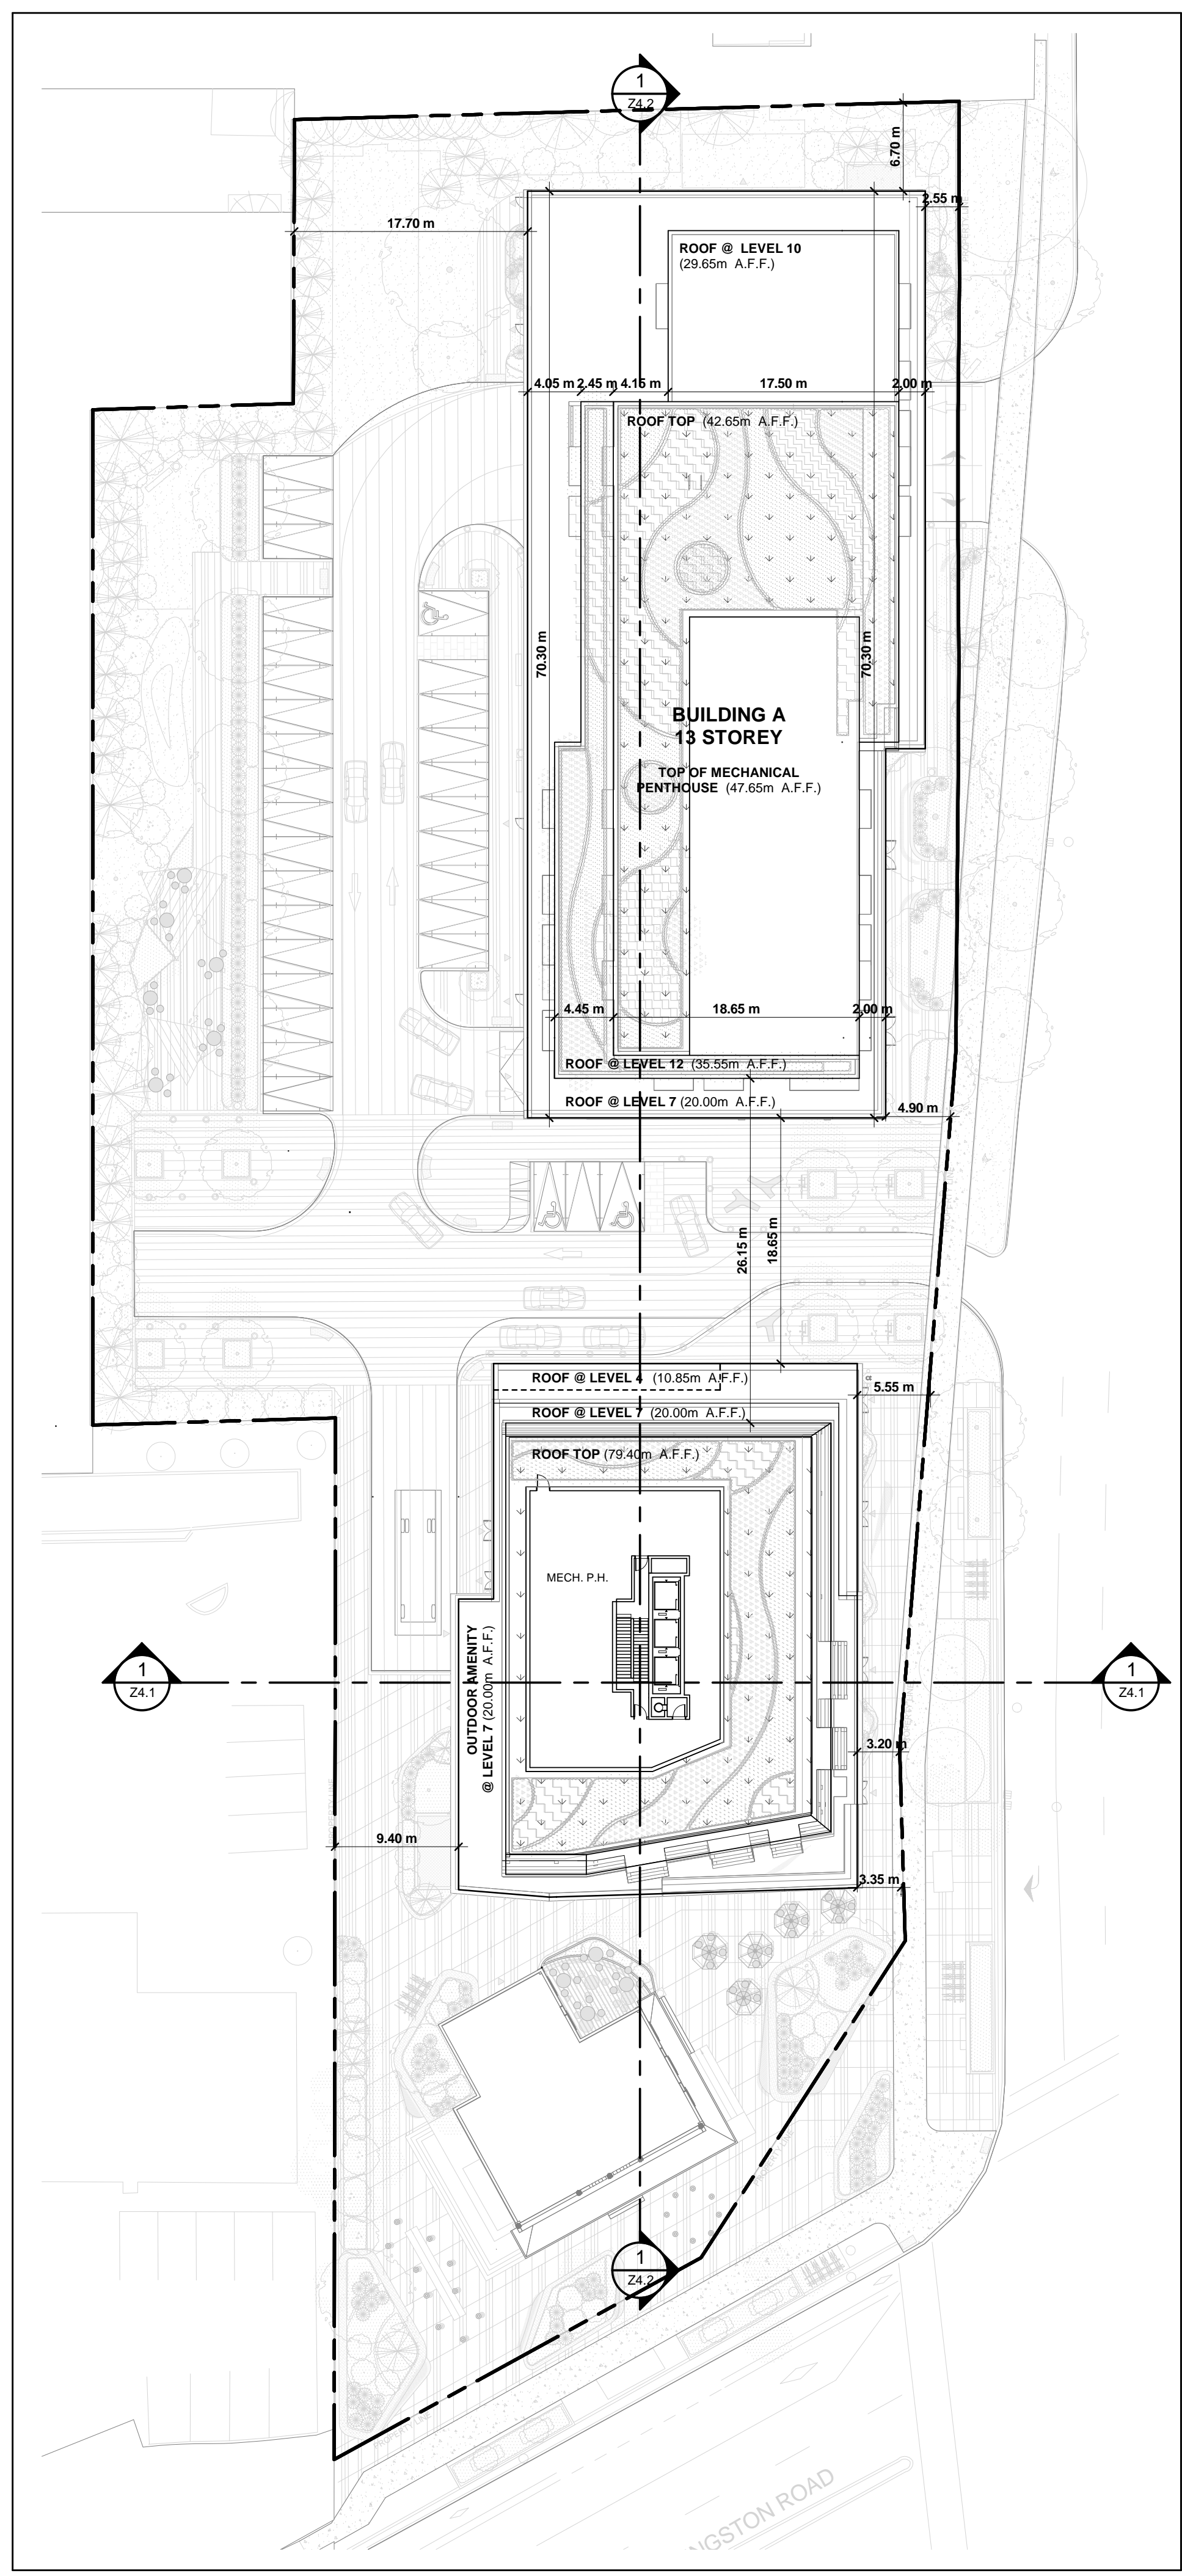 1
Z4.2
6.70 m
2.55 m
17.70 m
ROOF @ LEVEL 10
(29.65m A.F.F.)
4.05 m 2.45 m 4.15 m 17.50 m 2.00 m
ROOF TOP (42.65m A.F.F.)
70.30 m
70.30 m
BUILDING A
13 STOREY
TOP OF MECHANICAL
PENTHOUSE (47.65m A.F.F.)
4.45 m 18.65 m 2.00 m
ROOF @ LEVEL 12 (35.55m A.F.F.)
ROOF @ LEVEL 7 (20.00m A.F.F.)
4.90 m
26.15 m
18.65 m
ROOF @ LEVEL 4 (10.85m A.F.F.)
5.55 m
ROOF @ LEVEL 7 (20.00m A.F.F.)
ROOF TOP (79.40m A.F.F.)
MECH. P.H.
OUTDOOR AMENITY
@ LEVEL 7 (20.00m A.F.F.)
1
Z4.1
1
Z4.1
3.20 m
9.40 m
3.35 m
1
Z4.2
NGSTON ROAD